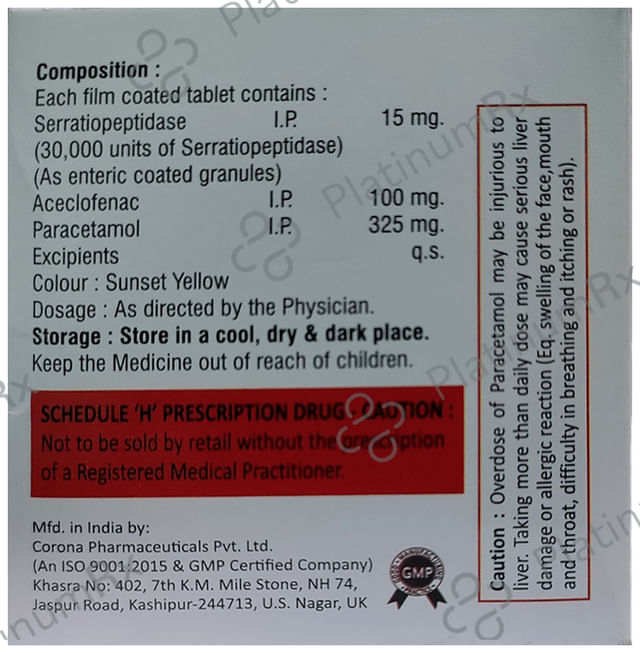 Composition :
Each film coated tablet contains :
Serratiopeptidase I.P. 15 mg.
(30,000 units of Serratiopeptidase)
(As enteric coated granules)
Aceclofenac I.P. 100 mg.
Paracetamol I.P. 325 mg.
Excipients q.s.
Colour : Sunset Yellow
Dosage : As directed by the Physician.
Storage : Store in a cool, dry & dark place.
Keep the Medicine out of reach of children.
SCHEDULE 'H' PRESCRIPTION DRUG - CAUTION :
Not to be sold by retail without the prescription
of a Registered Medical Practitioner.
Mfd. in India by:
Corona Pharmaceuticals Pvt. Ltd.
(An ISO 9001:2015 & GMP Certified Company)
Khasra No: 402, 7th K.M. Mile Stone, NH 74,
Jaspur Road, Kashipur-244713, U.S. Nagar, UK
GMP
Caution : Overdose of Paracetamol may be injurious to
liver. Taking more than daily dose may cause serious liver
damage or allergic reaction (Eq. swelling of the face,mouth
and throat, difficulty in breathing and itching or rash).
PlatinumRx
PlatinumRx